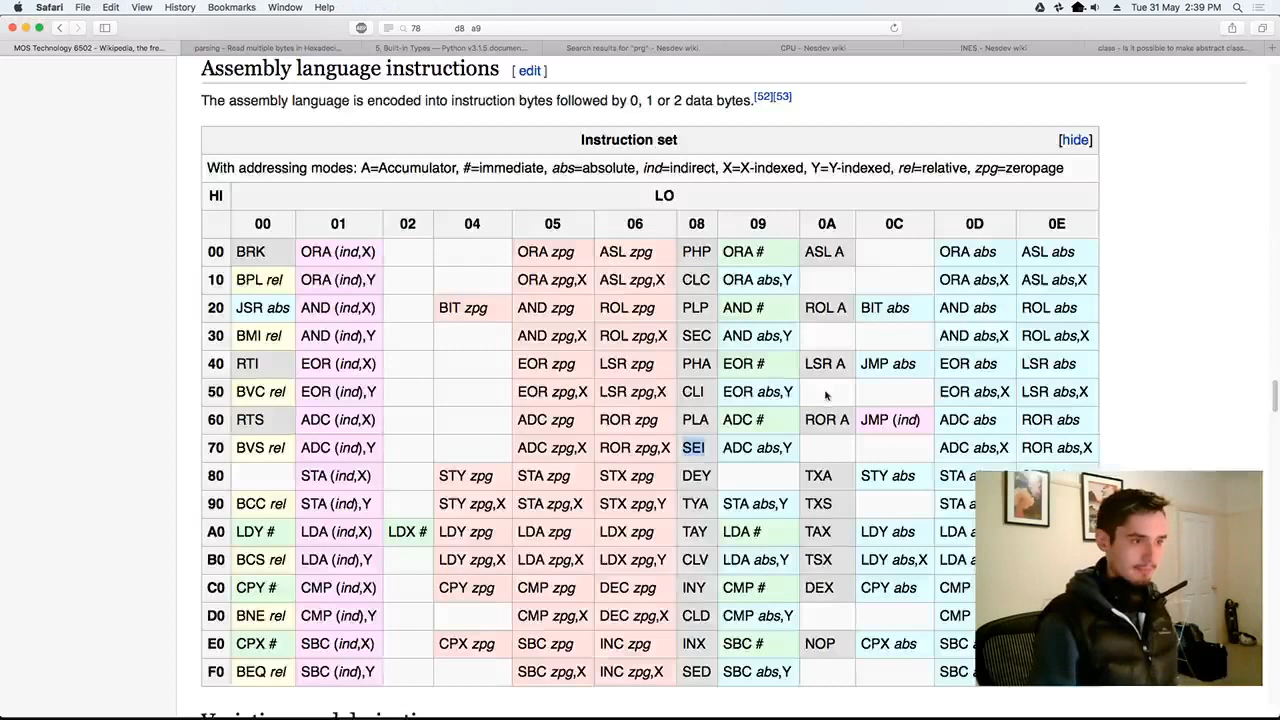 Safari File Edit View History Bookmarks Window Help Tue 31 May 2:39 PM
78 d8 a9
MOS Technology 6502 - Wikipedia, the fre... parsing - Read multiple bytes in Hexadeci... 5. Built-in Types — Python v3.1.5 documen... Search results for "prg" - Nesdev wiki CPU - Nesdev wiki INES - Nesdev wiki class - Is it possible to make abstract class...
Assembly language instructions [ edit ]
The assembly language is encoded into instruction bytes followed by 0, 1 or 2 data bytes.[52][53]
Instruction set [hide]
With addressing modes: A=Accumulator, #=immediate, abs=absolute, ind=indirect, X=X-indexed, Y=Y-indexed, rel=relative, zpg=zeropage
HI LO
00 01 02 04 05 06 08 09 0A 0C 0D 0E
00 BRK ORA (ind,X) ORA zpg ASL zpg PHP ORA # ASL A ORA abs ASL abs
10 BPL rel ORA (ind),Y ORA zpg,X ASL zpg,X CLC ORA abs,Y ORA abs,X ASL abs,X
20 JSR abs AND (ind,X) BIT zpg AND zpg ROL zpg PLP AND # ROL A BIT abs AND abs ROL abs
30 BMI rel AND (ind),Y AND zpg,X ROL zpg,X SEC AND abs,Y AND abs,X ROL abs,X
40 RTI EOR (ind,X) EOR zpg LSR zpg PHA EOR # LSR A JMP abs EOR abs LSR abs
50 BVC rel EOR (ind),Y EOR zpg,X LSR zpg,X CLI EOR abs,Y EOR abs,X LSR abs,X
60 RTS ADC (ind,X) ADC zpg ROR zpg PLA ADC # ROR A JMP (ind) ADC abs ROR abs
70 BVS rel ADC (ind),Y ADC zpg,X ROR zpg,X SEI ADC abs,Y ADC abs,X ROR abs,X
80 STA (ind,X) STY zpg STA zpg STX zpg DEY TXA STY abs STA
90 BCC rel STA (ind),Y STY zpg,X STA zpg,X STX zpg,Y TYA STA abs,Y TXS STA
A0 LDY # LDA (ind,X) LDX # LDY zpg LDA zpg LDX zpg TAY LDA # TAX LDY abs LDA
B0 BCS rel LDA (ind),Y LDY zpg,X LDA zpg,X LDX zpg,Y CLV LDA abs,Y TSX LDY abs,X LDA
C0 CPY # CMP (ind,X) CPY zpg CMP zpg DEC zpg INY CMP # DEX CPY abs CMP
D0 BNE rel CMP (ind),Y CMP zpg,X DEC zpg,X CLD CMP abs,Y CMP
E0 CPX # SBC (ind,X) CPX zpg SBC zpg INC zpg INX SBC # NOP CPX abs SBC
F0 BEQ rel SBC (ind),Y SBC zpg,X INC zpg,X SED SBC abs,Y SBC